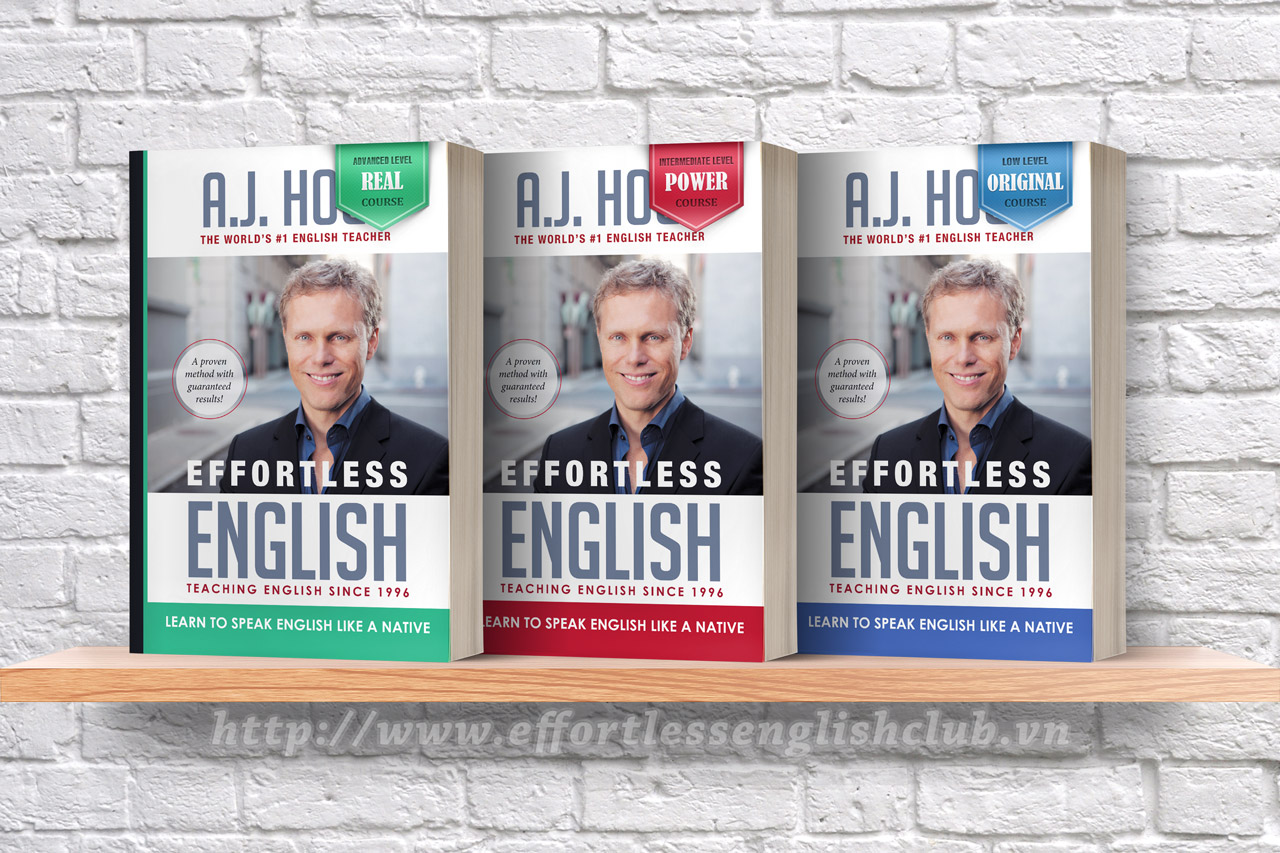 ADVANCED LEVEL
REAL
COURSE
A.J. HO
THE WORLD'S #1 ENGLISH TEACHER
A proven
method with
guaranteed
results!
EFFORTLESS
ENGLISH
TEACHING ENGLISH SINCE 1996
LEARN TO SPEAK ENGLISH LIKE A NATIVE
INTERMEDIATE LEVEL
POWER
COURSE
A.J. HO
THE WORLD'S #1 ENGLISH TEACHER
A proven
method with
guaranteed
results!
EFFORTLESS
ENGLISH
TEACHING ENGLISH SINCE 1996
LEARN TO SPEAK ENGLISH LIKE A NATIVE
LOW LEVEL
ORIGINAL
COURSE
A.J. HO
THE WORLD'S #1 ENGLISH TEACHER
A proven
method with
guaranteed
results!
EFFORTLESS
ENGLISH
TEACHING ENGLISH SINCE 1996
LEARN TO SPEAK ENGLISH LIKE A NATIVE
http://www.effortlessenglishclub.vn